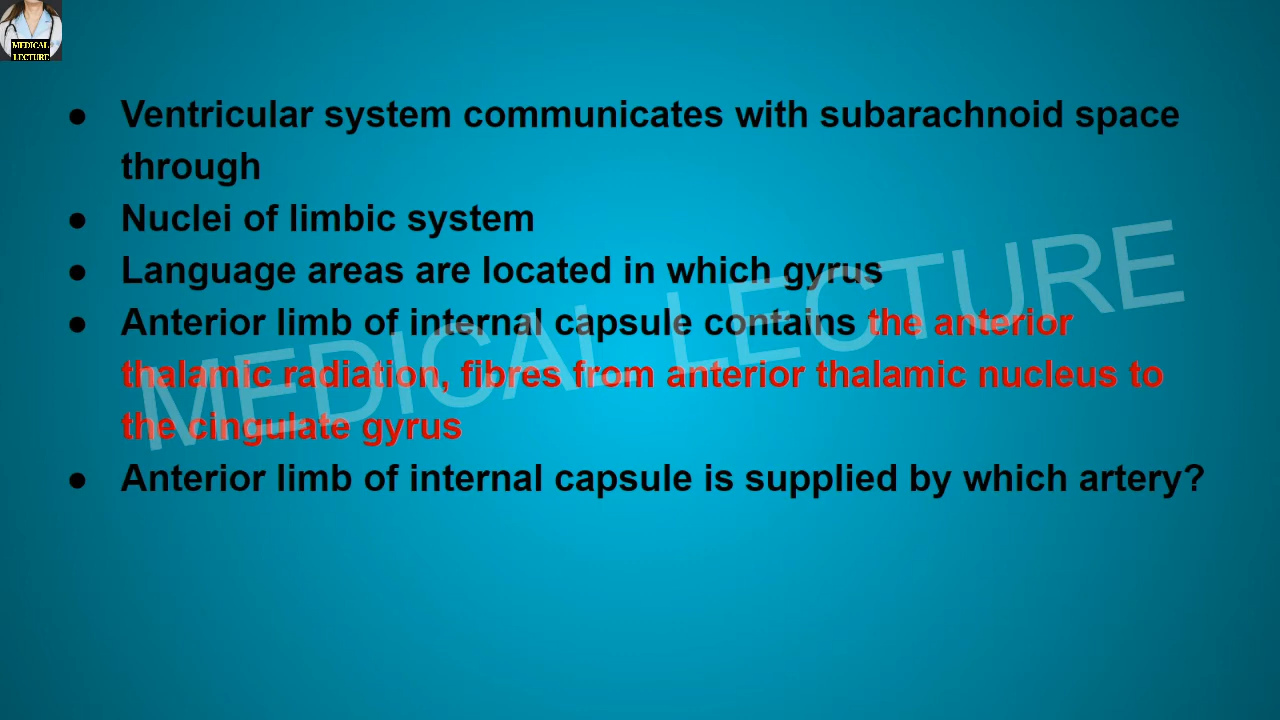 MEDICAL
LECTURE
● Ventricular system communicates with subarachnoid space
through
● Nuclei of limbic system
● Language areas are located in which gyrus
● Anterior limb of internal capsule contains the anterior
thalamic radiation, fibres from anterior thalamic nucleus to
the cingulate gyrus
● Anterior limb of internal capsule is supplied by which artery?
MEDICAL LECTURE